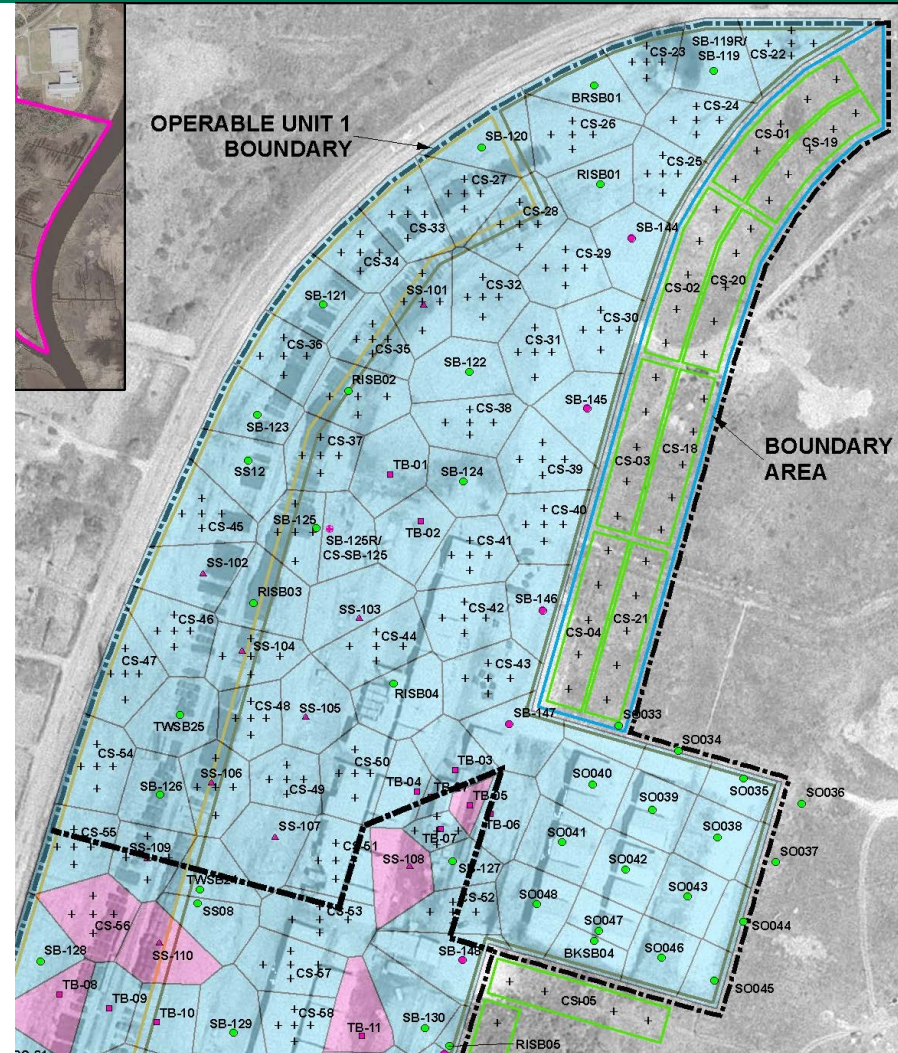 CS-23
SB-119R/
SB-119
CS-22
BRSB01
CS-24
OPERABLE UNIT 1
BOUNDARY
SB-120
CS-26
CS-01
CS-19
CS-25
CS-27
RISB01
CS-33
CS-28
SB-144
CS-34
CS-29
CS-20
CS-02
SB-121
SS-101
CS-32
CS-30
CS-36
CS-35
CS-31
SB-122
RISB02
SB-145
CS-38
SB-123
CS-37
CS-18
BOUNDARY
AREA
SS12
CS-03
TB-01
SB-124
CS-39
CS-45
SB-125
TB-02
CS-40
SB-125R/
CS-SB-125
CS-41
SS-102
RISB03
SB-146
SS-103
CS-42
CS-21
CS-46
CS-44
CS-04
SS-104
CS-47
CS-43
RISB04
CS-48
SS-105
TWSB25
SB-147
SO033
SO034
CS-54
CS-50
TB-03
SS-106
SB-126
TB-04
SO040
SO035
CS-49
TB-05
SO036
SO039
TB-06
CS-55
SS-107
CS-51
TB-07
SO041
SO038
SS-109
SS-108
SB-127
SO042
SO037
TWSB24
SO043
SS08
CS-53
CS-52
SO048
CS-56
SO047
SO044
SB-128
SS-110
SB-148
BKSB04
SO046
CS-57
SO045
TB-08
TB-09
CS-05
TB-10
CS-58
SB-129
TB-11
SB-130
RISB05